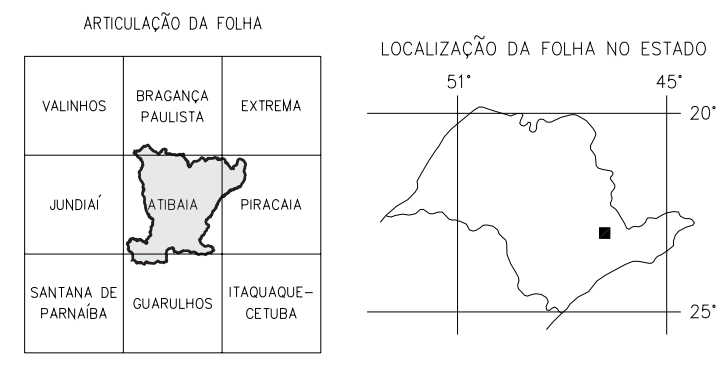 ARTICULAÇÃO DA FOLHA
VALINHOS
BRAGANÇA
PAULISTA
EXTREMA
JUNDIAÍ
ATIBAIA
PIRACAIA
SANTANA DE
PARNAÍBA
GUARULHOS
ITAQUAQUE-
CETUBA
LOCALIZAÇÃO DA FOLHA NO ESTADO
51°
45°
20°
25°